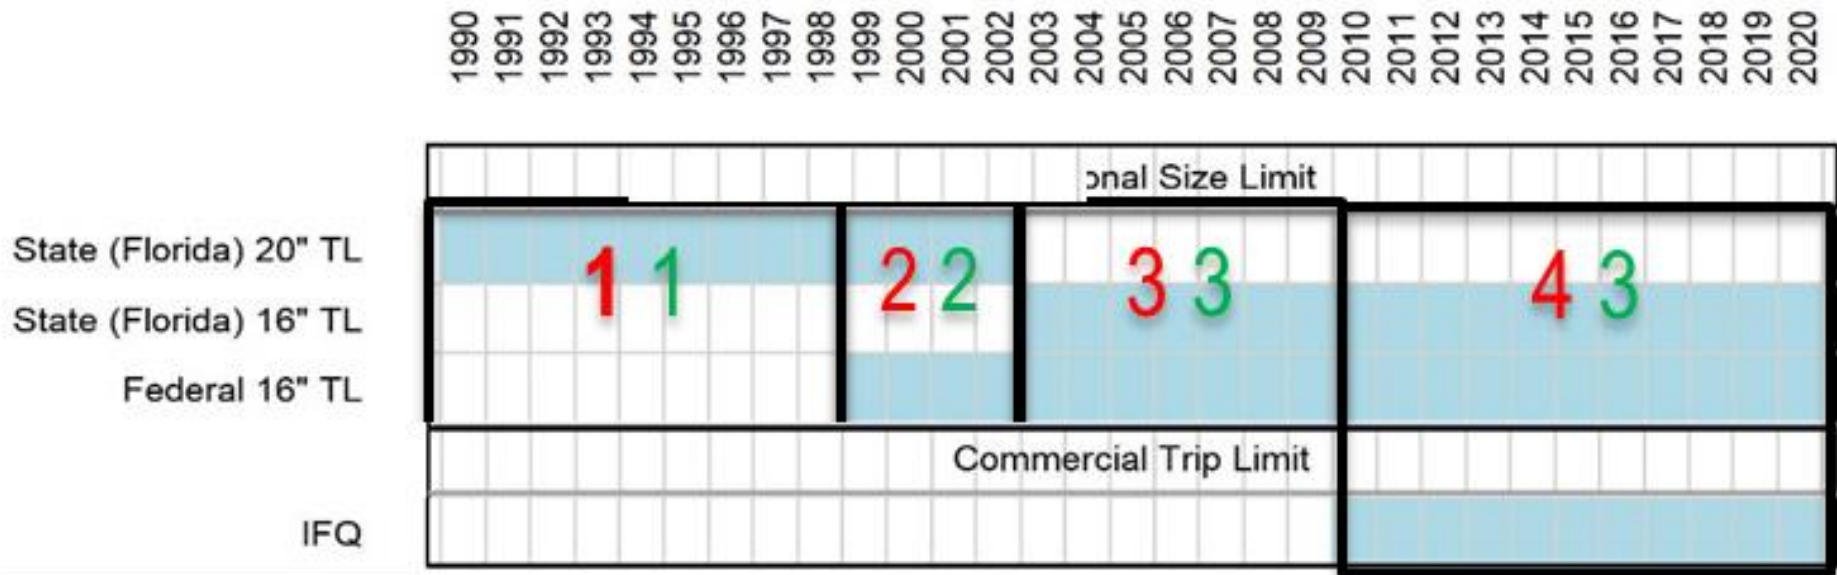 1990 1991 1992 1993 1994 1995 1996 1997 1998 1999 2000 2001 2002 2003 2004 2005 2006 2007 2008 2009 2010 2011 2012 2013 2014 2015 2016 2017 2018 2019 2020
onal Size Limit
State (Florida) 20" TL
1 1 2 2 3 3 4 3
State (Florida) 16" TL
Federal 16" TL
Commercial Trip Limit
IFQ